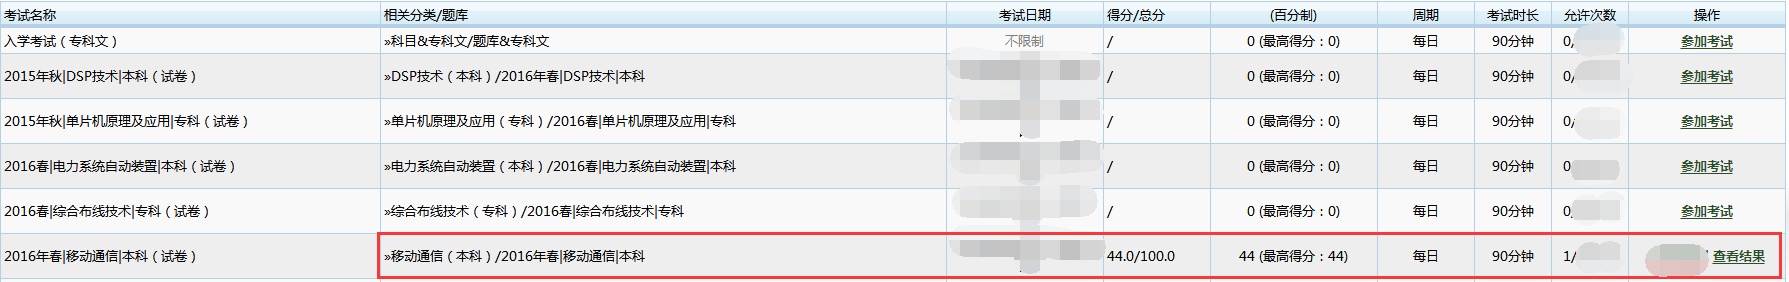 考试名称 相关分类/题库 考试日期 得分/总分 (百分制) 周期 考试时长 允许次数 操作
入学考试（专科文） »科目&专科文/题库&专科文 不限制 / 0 (最高得分：0) 每日 90分钟 0/ 参加考试
2015年秋|DSP技术|本科（试卷） »DSP技术（本科）/2016年春|DSP技术|本科 / 0 (最高得分：0) 每日 90分钟 0/ 参加考试
2015年秋|单片机原理及应用|专科（试卷） »单片机原理及应用（专科）/2016春|单片机原理及应用|专科 / 0 (最高得分：0) 每日 90分钟 0/ 参加考试
2016春|电力系统自动装置|本科（试卷） »电力系统自动装置（本科）/2016春|电力系统自动装置|本科 / 0 (最高得分：0) 每日 90分钟 0/ 参加考试
2016春|综合布线技术|专科（试卷） »综合布线技术（专科）/2016春|综合布线技术|专科 / 0 (最高得分：0) 每日 90分钟 0/ 参加考试
2016年春|移动通信|本科（试卷） »移动通信（本科）/2016年春|移动通信|本科 44.0/100.0 44 (最高得分：44) 每日 90分钟 1/ 查看结果